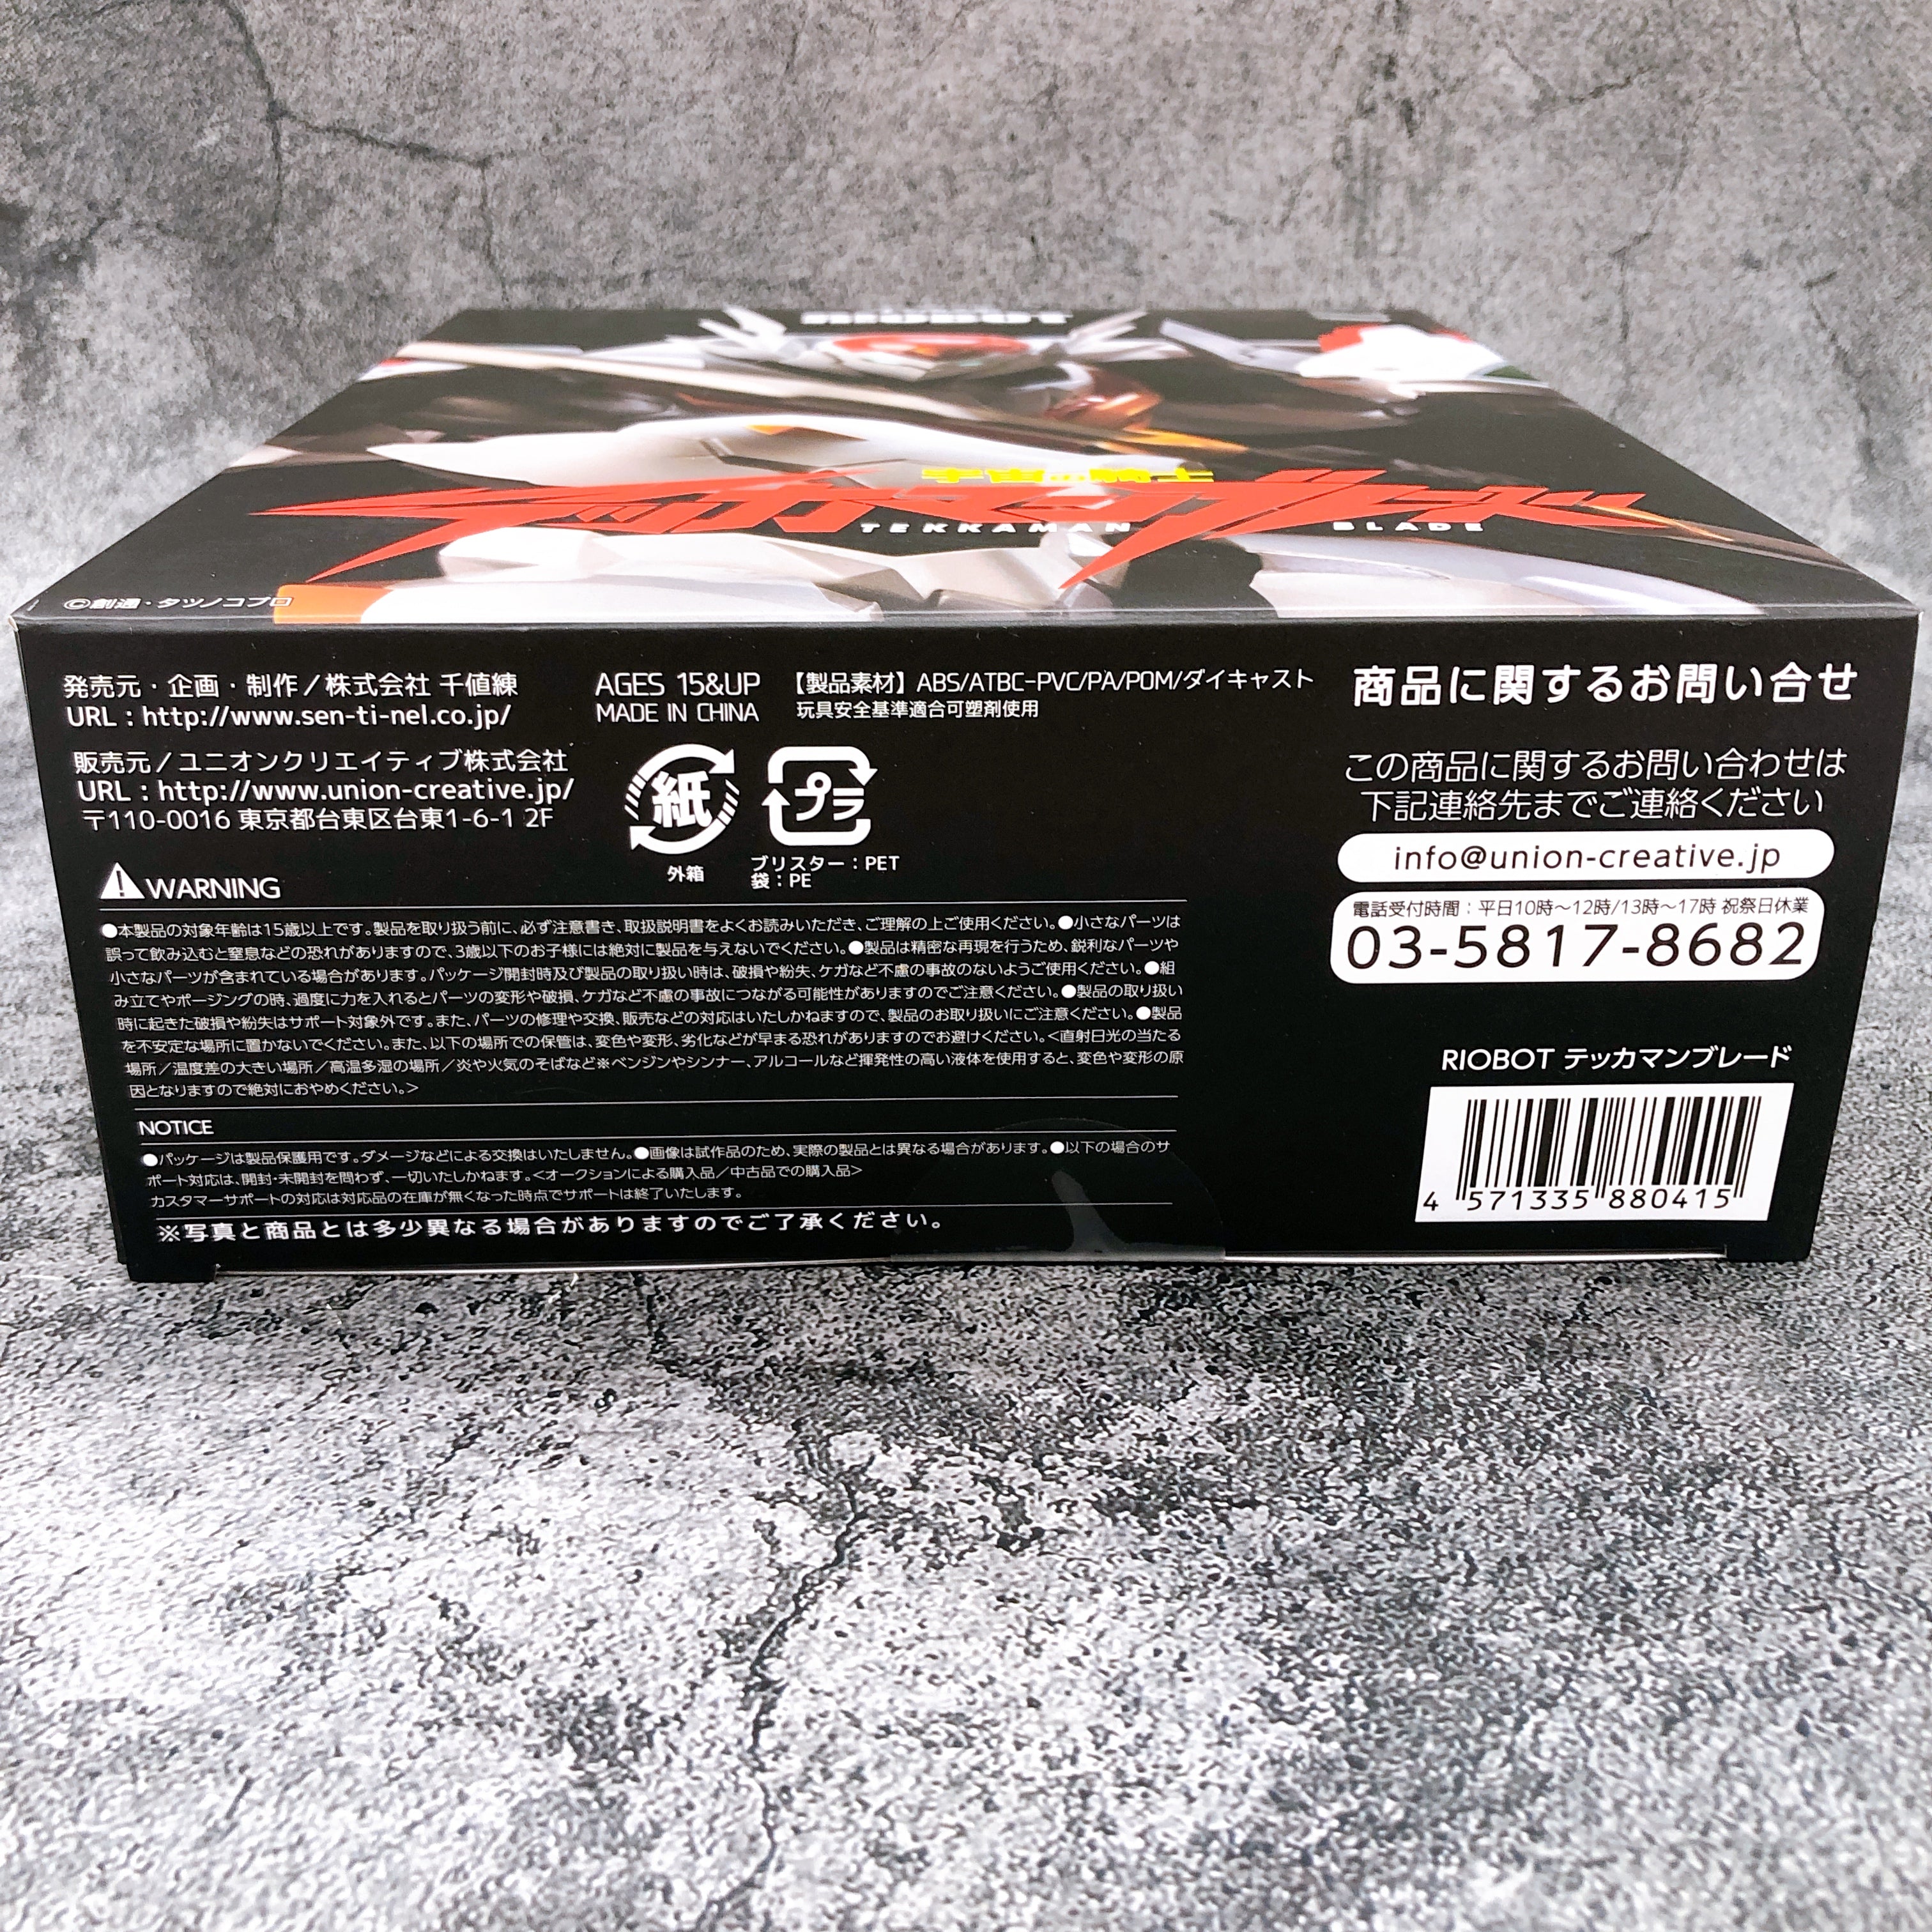 RIOBOT
宇宙の騎士
テッカマンブレード
TEKKAMAN BLADE
©創通・タツノコプロ
発売元・企画・制作／株式会社 千値練
URL：http://www.sen-ti-nel.co.jp/
販売元／ユニオンクリエイティブ株式会社
URL：http://www.union-creative.jp/
〒110-0016 東京都台東区台東1-6-1 2F
AGES 15&UP
MADE IN CHINA
【製品素材】ABS/ATBC-PVC/PA/POM/ダイキャスト
玩具安全基準適合可塑剤使用
紙
外箱
プラ
ブリスター：PET
袋：PE
WARNING
●本製品の対象年齢は15歳以上です。製品を取り扱う前に、必ず注意書き、取扱説明書をよくお読みいただき、ご理解の上ご使用ください。●小さなパーツは
誤って飲み込むと窒息などの恐れがありますので、3歳以下のお子様には絶対に製品を与えないでください。●製品は精密な再現を行うため、鋭利なパーツや
小さなパーツが含まれている場合があります。パッケージ開封時及び製品の取り扱い時は、破損や紛失、ケガなど不慮の事故のないようご使用ください。●組
み立てやポージングの時、過度に力を入れるとパーツの変形や破損、ケガなど不慮の事故につながる可能性がありますのでご注意ください。●製品の取り扱い
時に起きた破損や紛失はサポート対象外です。また、パーツの修理や交換、販売などの対応はいたしかねますので、製品のお取り扱いにご注意ください。●製品
を不安定な場所に置かないでください。また、以下の場所での保管は、変色や変形、劣化などが早まる恐れがありますのでお避けください。<直射日光の当たる
場所／温度差の大きい場所／高温多湿の場所／炎や火気のそばなど※ベンジンやシンナー、アルコールなど揮発性の高い液体を使用すると、変色や変形の原
因となりますので絶対におやめください。>
NOTICE
●パッケージは製品保護用です。ダメージなどによる交換はいたしません。●画像は試作品のため、実際の製品とは異なる場合があります。●以下の場合のサ
ポート対応は、開封・未開封を問わず、一切いたしかねます。<オークションによる購入品／中古品での購入品>
カスタマーサポートの対応は対応品の在庫が無くなった時点でサポートは終了いたします。
※写真と商品とは多少異なる場合がありますのでご了承ください。
商品に関するお問い合せ
この商品に関するお問い合わせは
下記連絡先までご連絡ください
info@union-creative.jp
電話受付時間：平日10時～12時/13時～17時 祝祭日休業
03-5817-8682
RIOBOT テッカマンブレード
4 571335 880415